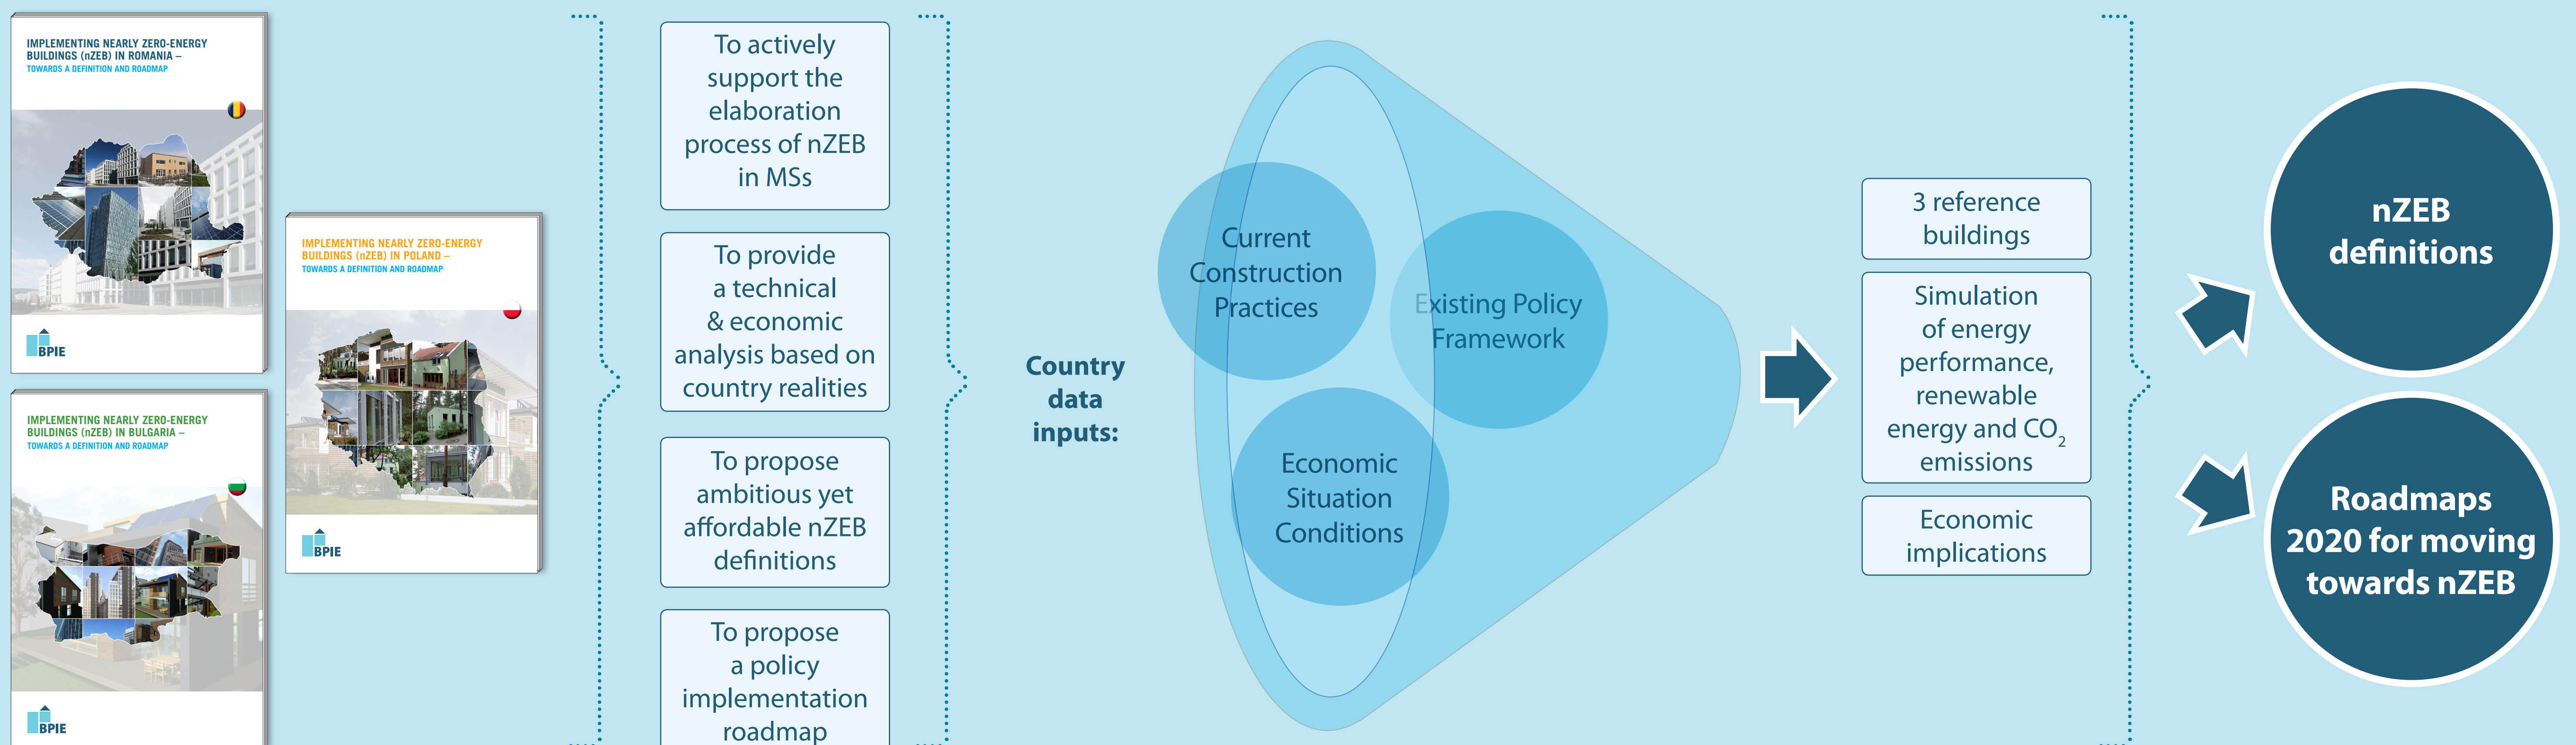 IMPLEMENTING NEARLY ZERO-ENERGY
BUILDINGS (nZEB) IN ROMANIA –
TOWARDS A DEFINITION AND ROADMAP
BPIE
IMPLEMENTING NEARLY ZERO-ENERGY
BUILDINGS (nZEB) IN BULGARIA –
TOWARDS A DEFINITION AND ROADMAP
BPIE
IMPLEMENTING NEARLY ZERO-ENERGY
BUILDINGS (nZEB) IN POLAND –
TOWARDS A DEFINITION AND ROADMAP
BPIE
To actively
support the
elaboration
process of nZEB
in MSs
To provide
a technical
& economic
analysis based on
country realities
To propose
ambitious yet
affordable nZEB
definitions
To propose
a policy
implementation
roadmap
Country
data
inputs:
Current
Construction
Practices
Existing Policy
Framework
Economic
Situation
Conditions
3 reference
buildings
Simulation
of energy
performance,
renewable
energy and CO₂
emissions
Economic
implications
nZEB
definitions
Roadmaps
2020 for moving
towards nZEB